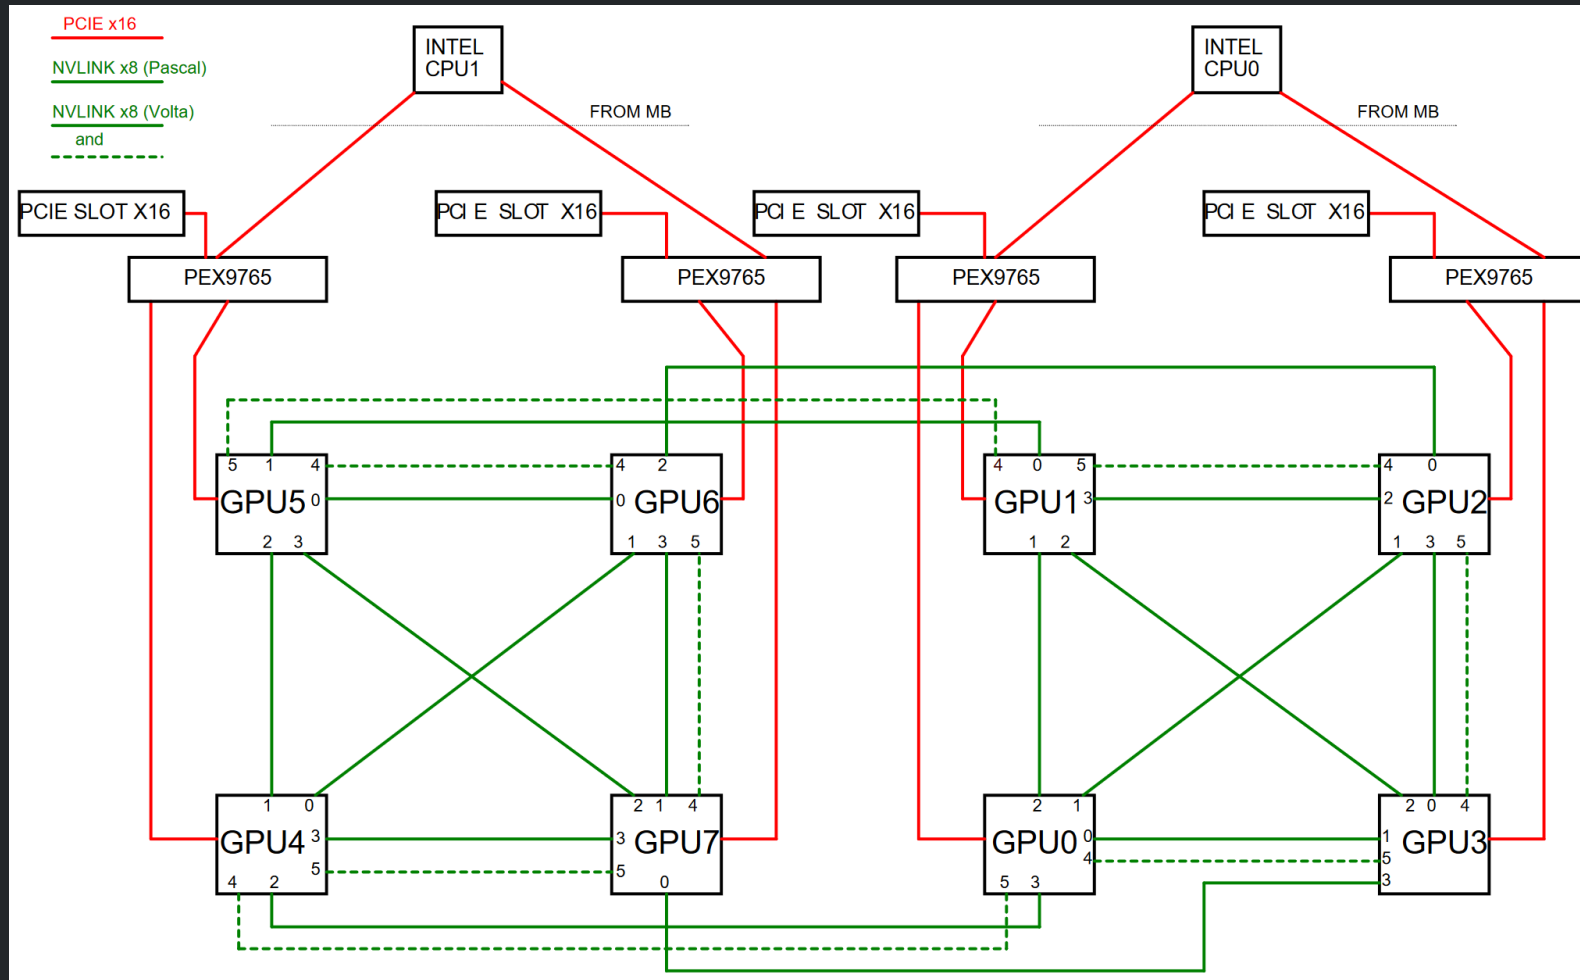 PCIE x16
NVLINK x8 (Pascal)
NVLINK x8 (Volta)
and
INTEL
CPU1
INTEL
CPU0
FROM MB
FROM MB
PCIE SLOT X16
PCI E SLOT X16
PCI E SLOT X16
PCI E SLOT X16
PEX9765
PEX9765
PEX9765
PEX9765
5 1 4
GPU5 0
2 3
4 2
0 GPU6
1 3 5
4 0 5
GPU1 3
1 2
4 0
2 GPU2
1 3 5
1 0
GPU4 3
5
4 2
2 1 4
3 GPU7
5
0
2 1
GPU0 0
4
5 3
2 0 4
1 GPU3
5
3